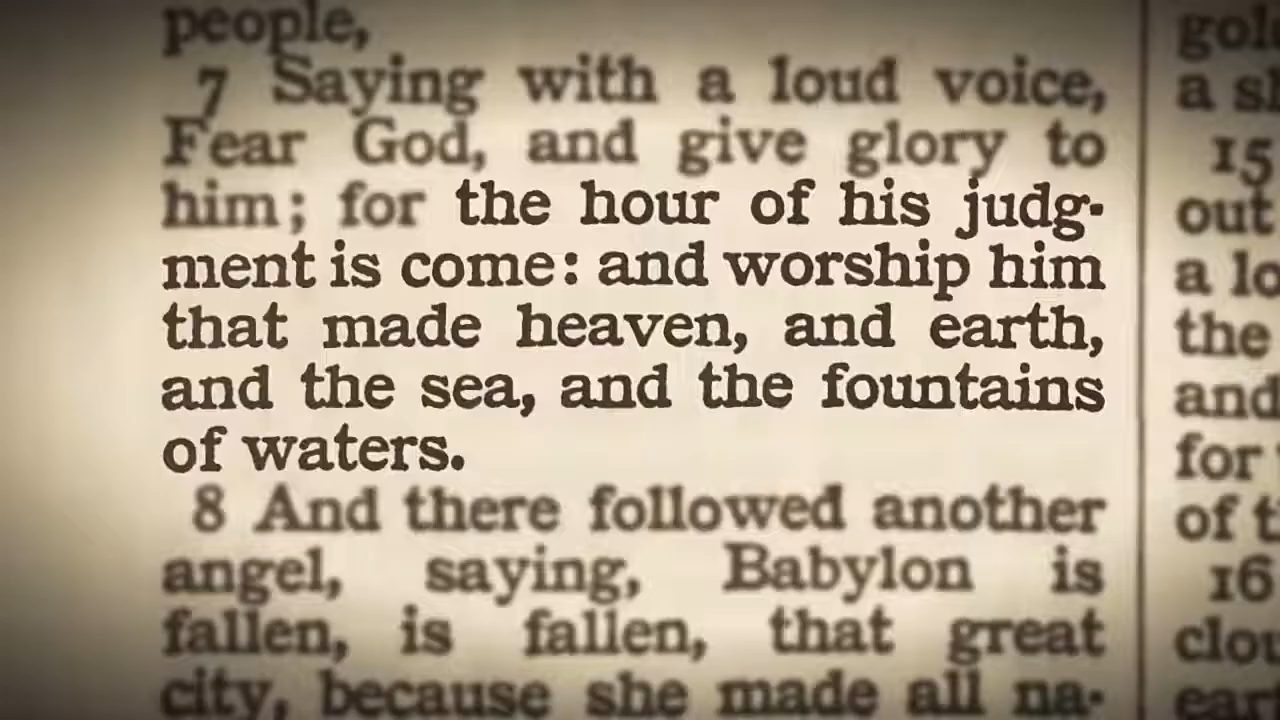 people,
7 Saying with a loud voice,
Fear God, and give glory to
him; for the hour of his judg-
ment is come: and worship him
that made heaven, and earth,
and the sea, and the fountains
of waters.
8 And there followed another
angel, saying, Babylon is
fallen, is fallen, that great
city, because she made all na-
a
15
out
a
the
and
for
of
16